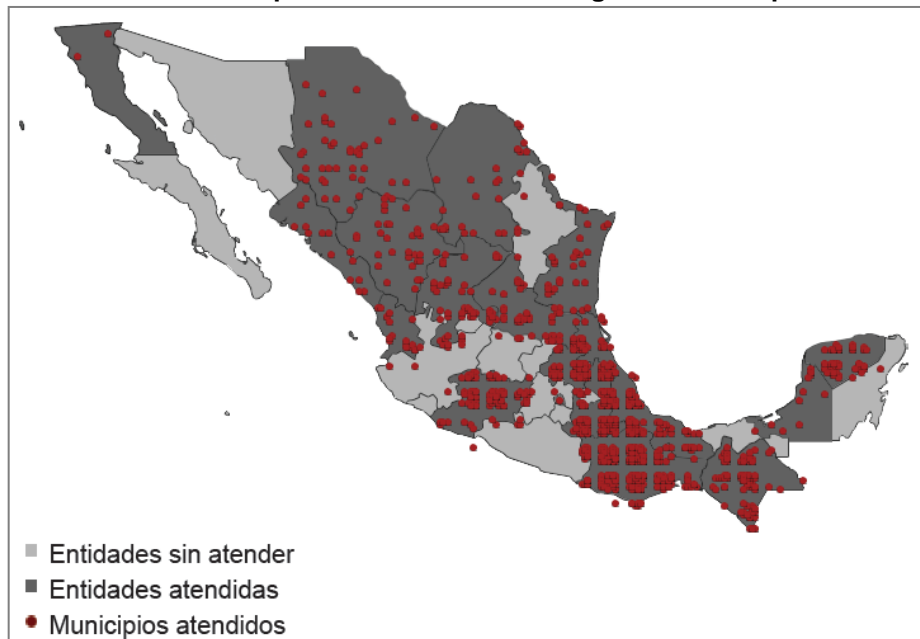 Entidades sin atender
Entidades atendidas
Municipios atendidos